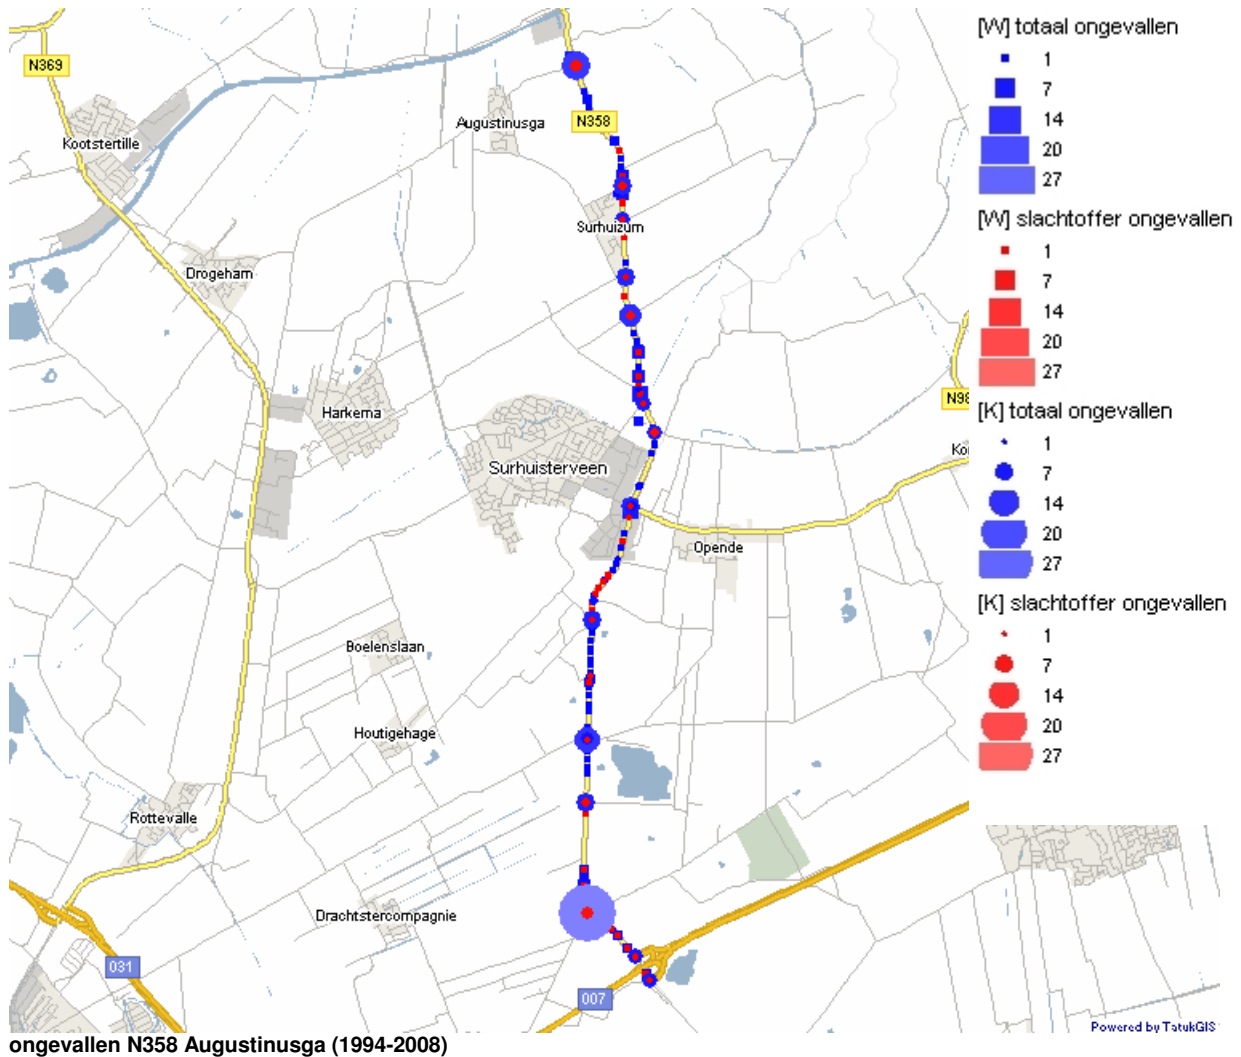 N369
Kootstertille
Augustinusga
N358
Surhuizum
Drogeham
Harkema
Surhuisterveen
N98
Opende
Boelenslaan
Houtigehage
Rottevalle
Drachtstercompagnie
031
007
[W] totaal ongevallen
1
7
14
20
27
[W] slachtoffer ongevallen
1
7
14
20
27
[K] totaal ongevallen
1
7
14
20
27
[K] slachtoffer ongevallen
1
7
14
20
27
Powered by TatukGIS
ongevallen N358 Augustinusga (1994-2008)